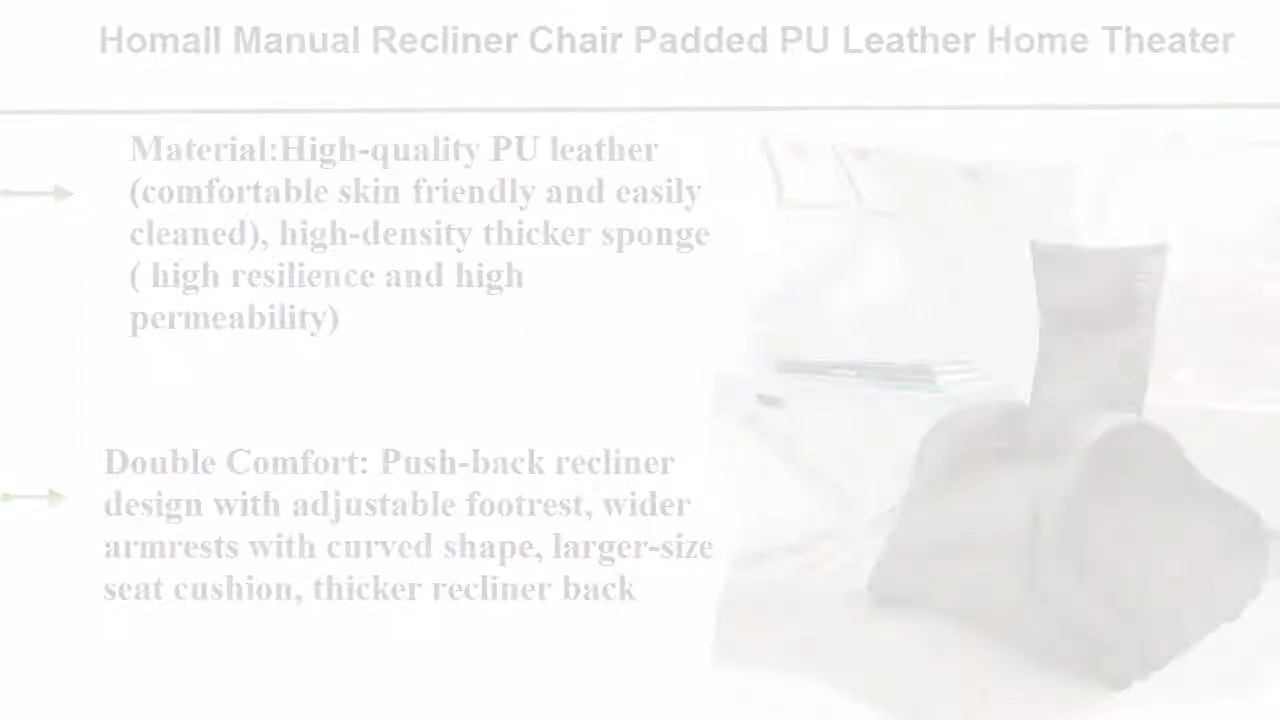 Homall Manual Recliner Chair Padded PU Leather Home Theater
Material:High-quality PU leather
(comfortable skin friendly and easily
cleaned), high-density thicker sponge
( high resilience and high
permeability)
Double Comfort: Push-back recliner
design with adjustable footrest, wider
armrests with curved shape, larger-size
seat cushion, thicker recliner back